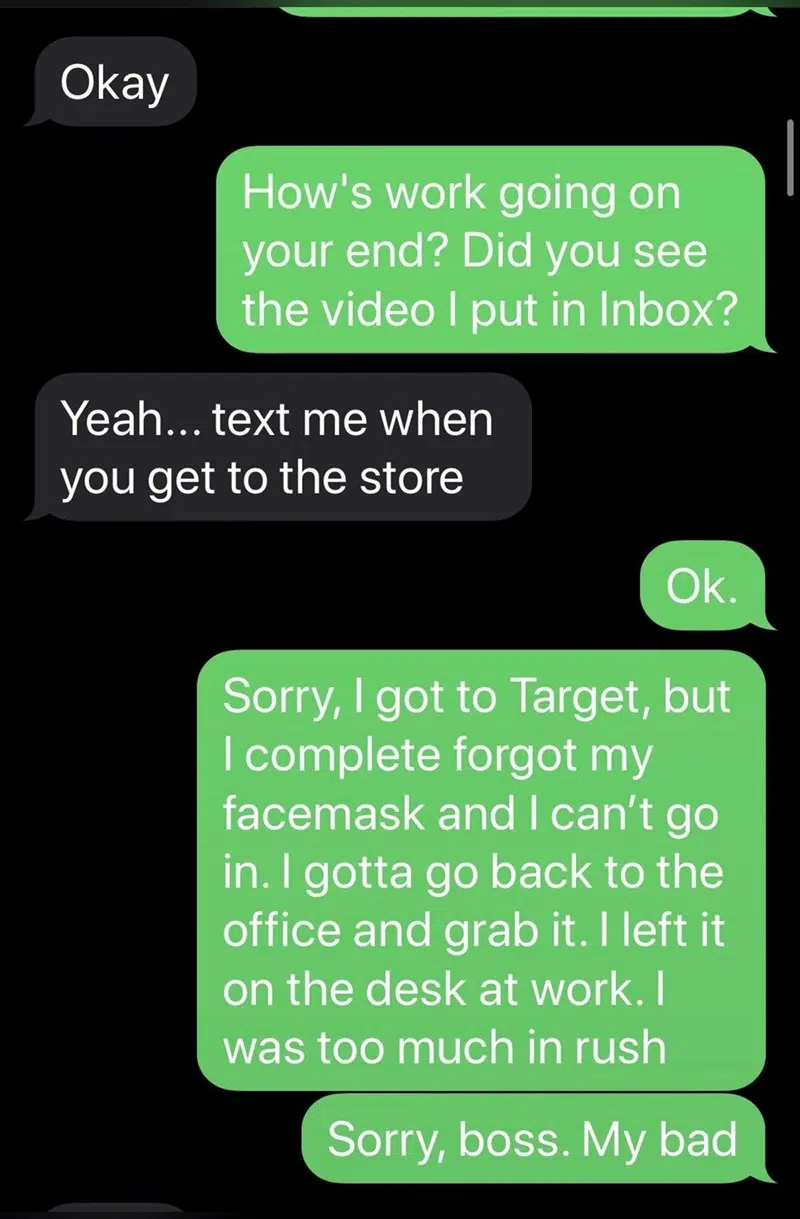 Okay
How's work going on
your end? Did you see
the video I put in Inbox?
Yeah... text me when
you get to the store
Ok.
Sorry, I got to Target, but
I complete forgot my
facemask and I can’t go
in. I gotta go back to the
office and grab it. I left it
on the desk at work. I
was too much in rush
Sorry, boss. My bad